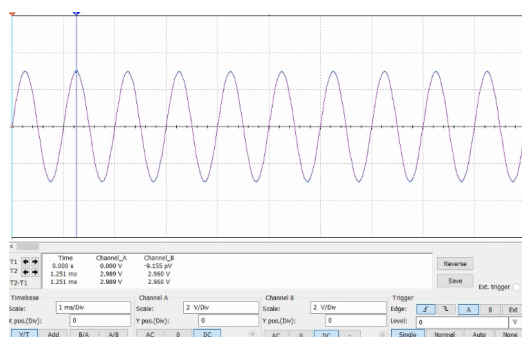 Time Channel_A Channel_B
T1 0.000 s 0.000 V -9.155 pV
T2 1.251 ms 2.989 V 2.960 V
T2-T1 1.251 ms 2.989 V 2.960 V
Reverse
Save
Ext. trigger
Timebase Channel A Channel B Trigger
Scale: 1 ms/Div Scale: 2 V/Div Scale: 2 V/Div Edge: A B Ext
X pos.(Div): 0 Y pos.(Div): 0 Y pos.(Div): 0 Level: 0 V
Y/T Add B/A A/B AC 0 DC AC 0 DC - Single Normal Auto None